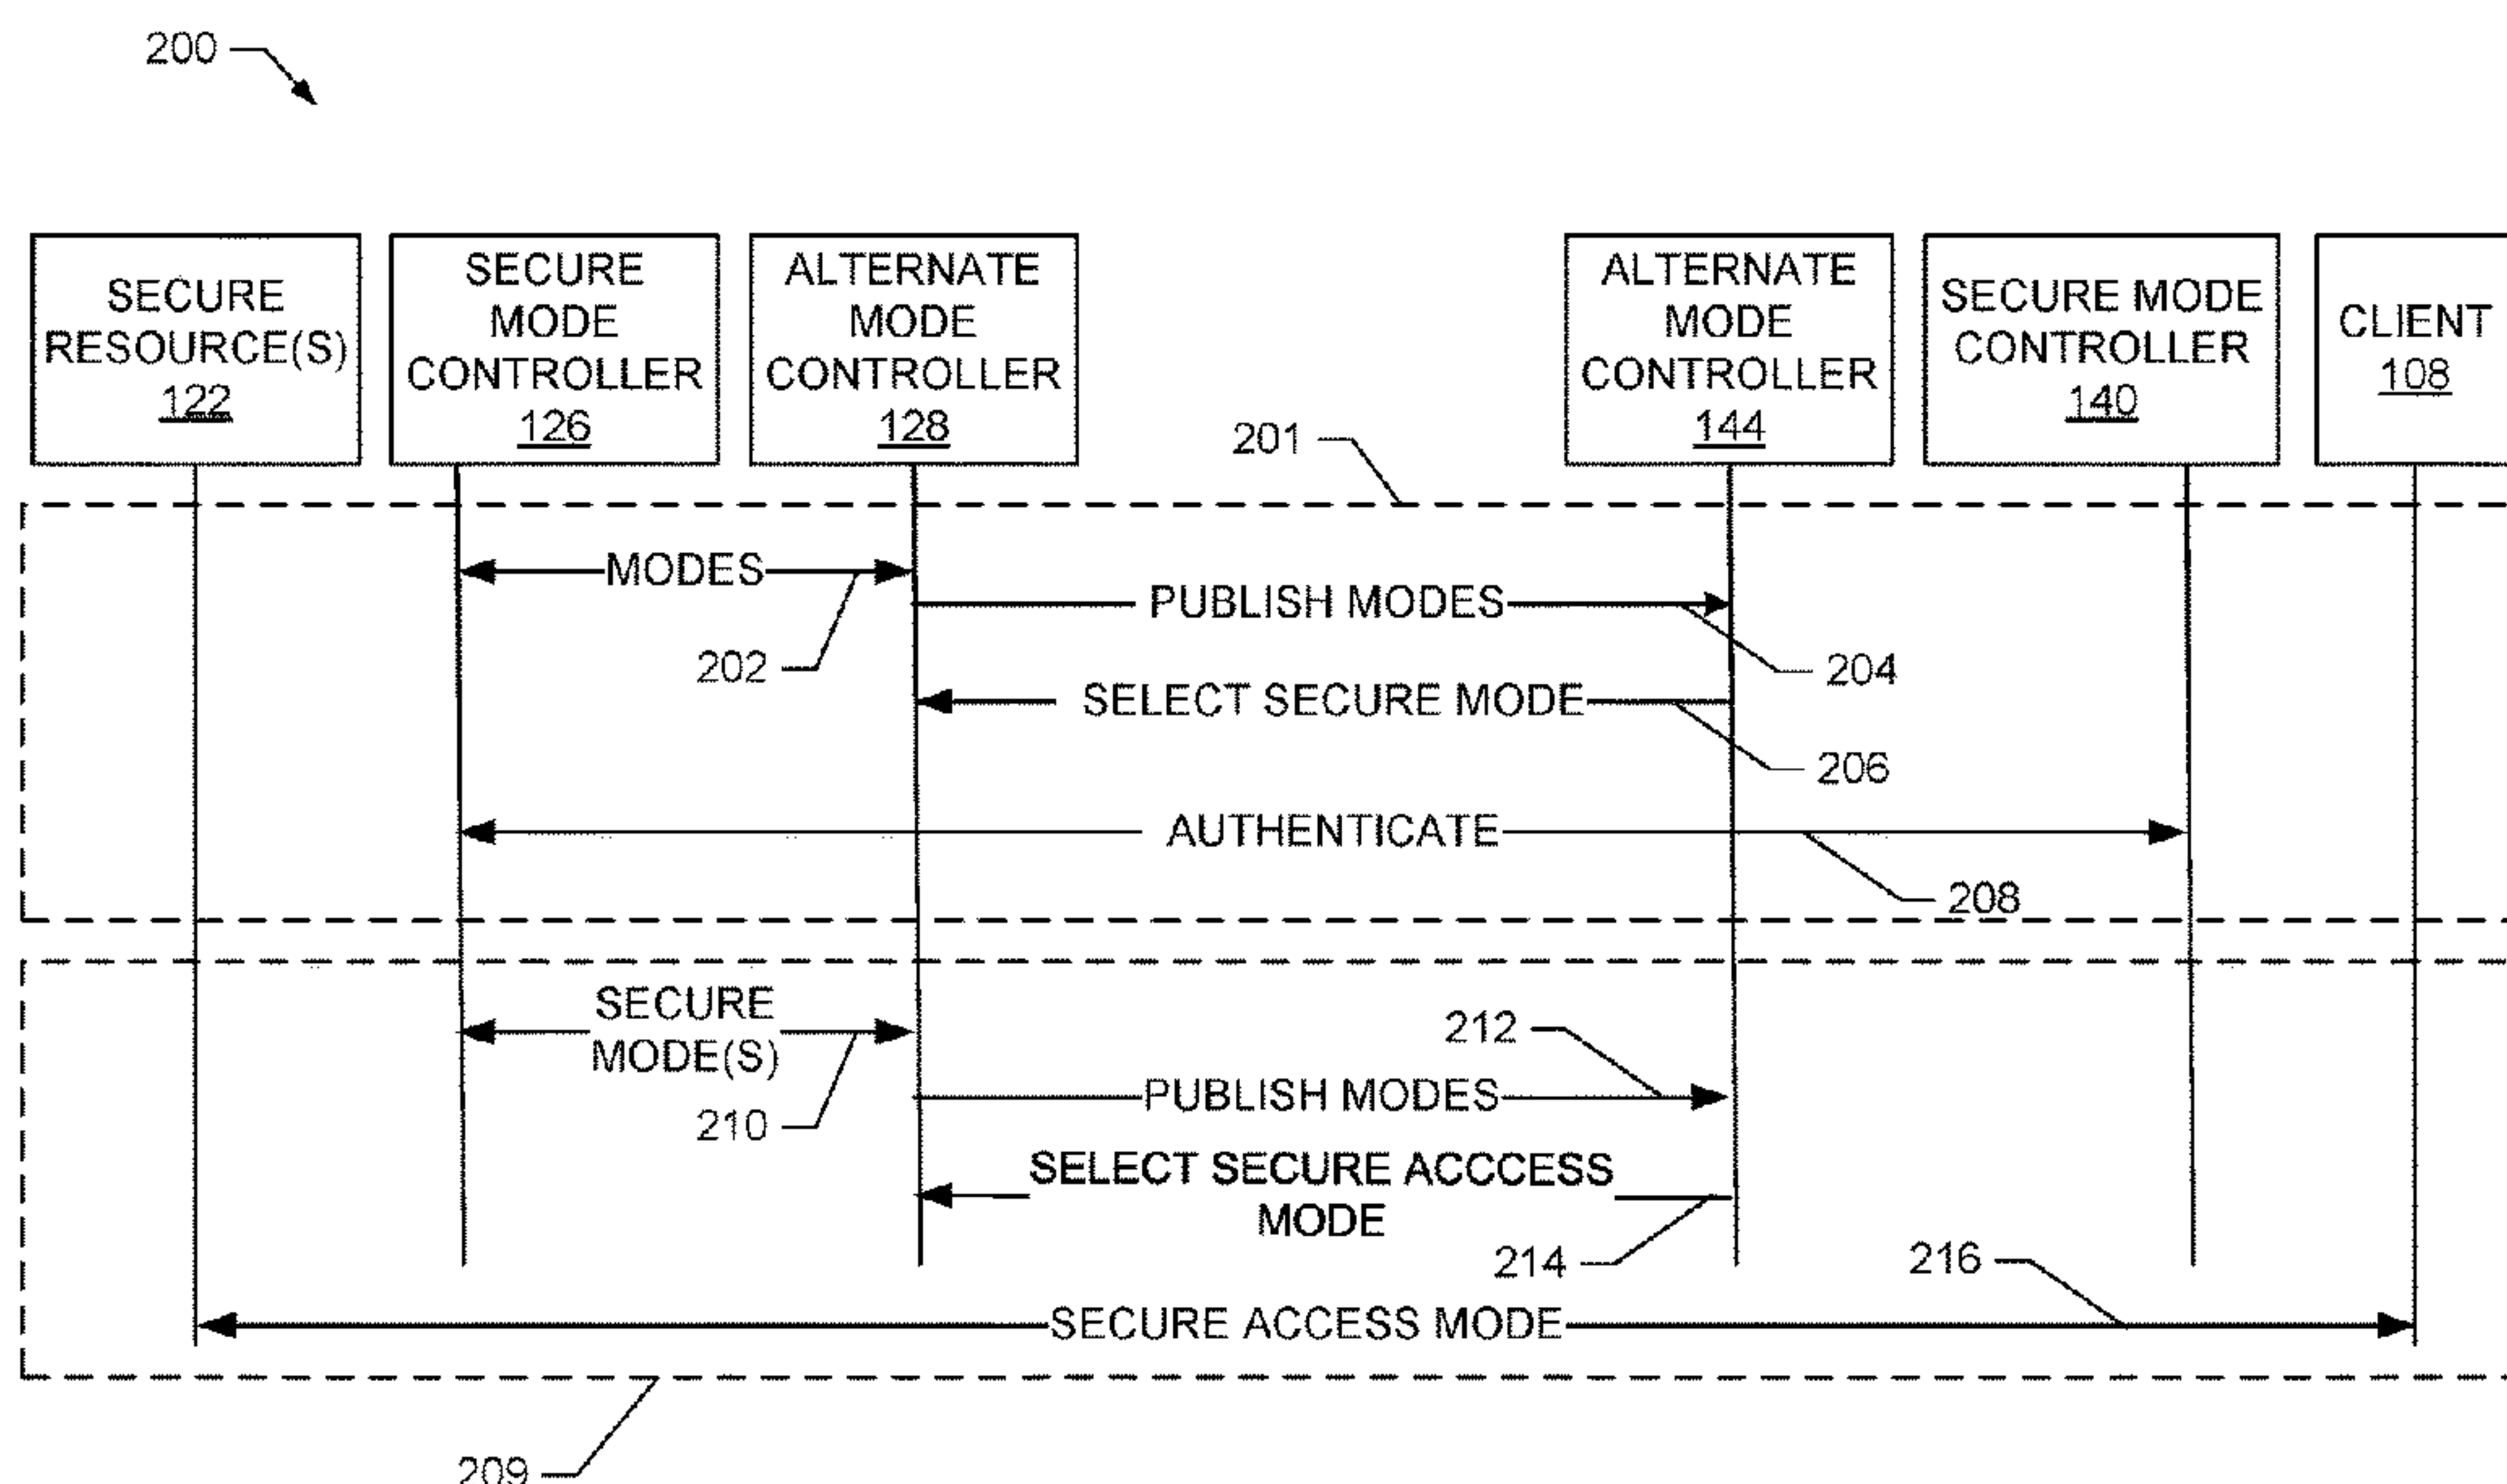 200
SECURE
RESOURCE(S)
122
SECURE
MODE
CONTROLLER
126
ALTERNATE
MODE
CONTROLLER
128
ALTERNATE
MODE
CONTROLLER
144
SECURE MODE
CONTROLLER
140
CLIENT
108
201
MODES
202
PUBLISH MODES
204
SELECT SECURE MODE
206
AUTHENTICATE
208
SECURE
MODE(S)
210
212
PUBLISH MODES
SELECT SECURE ACCCESS
MODE
214
216
SECURE ACCESS MODE
209